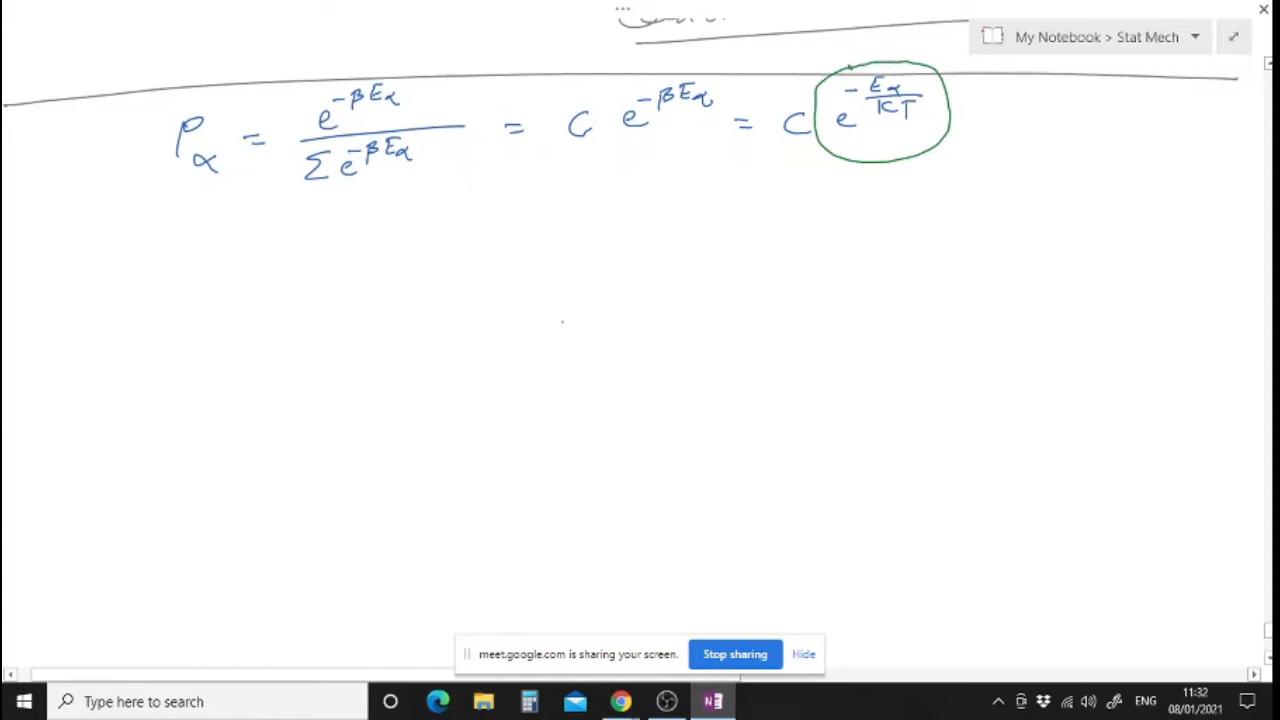 My Notebook > Stat Mech
ρ_α = e^{-βE_α} / Σ e^{-βE_α} = C e^{-βE_α} = C e^{-E_α/KT}
meet.google.com is sharing your screen. Stop sharing Hide
Type here to search
ENG
11:32
08/01/2021